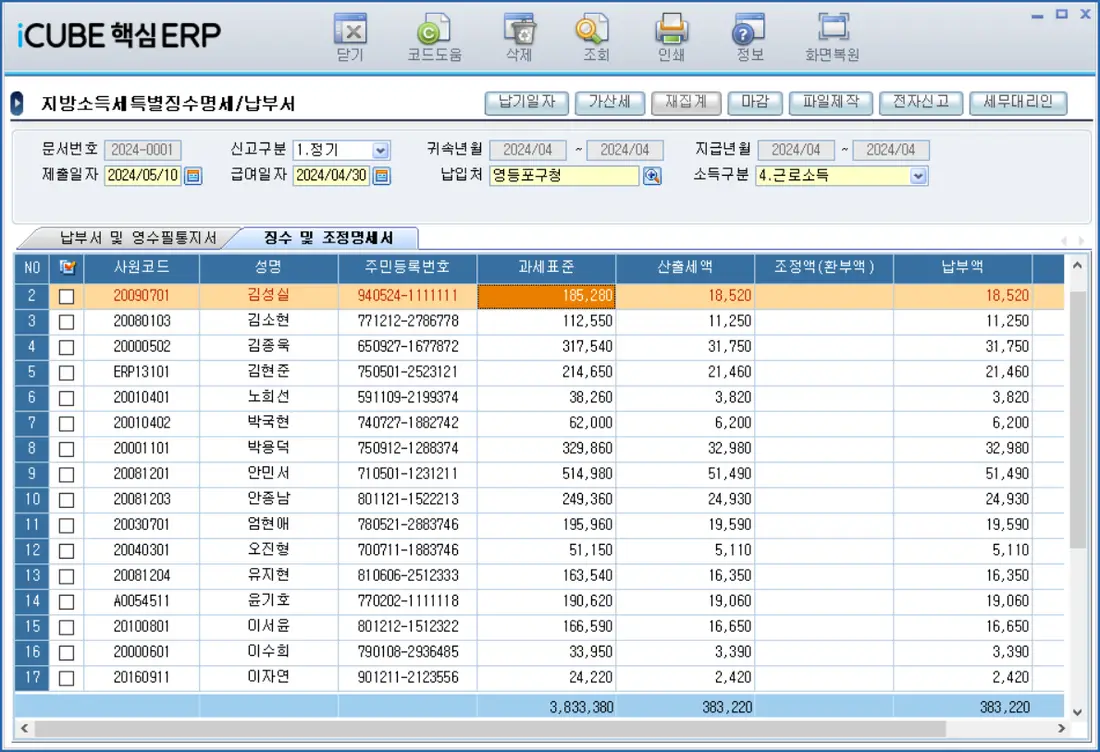 iCUBE 핵심ERP
닫기 코드도움 삭제 조회 인쇄 정보 화면복원
지방소득세특별징수명세/납부서
납기일자 가산세 재집계 마감 파일제작 전자신고 세무대리인
문서번호 2024-0001 신고구분 1.정기 귀속년월 2024/04 ~ 2024/04 지급년월 2024/04 ~ 2024/04
제출일자 2024/05/10 급여일자 2024/04/30 납입처 영등포구청 소득구분 4.근로소득
납부서 및 영수필통지서 징수 및 조정명세서
NO 사원코드 성명 주민등록번호 과세표준 산출세액 조정액(환부액) 납부액
2 20090701 김성실 940524-1111111 185,280 18,520 18,520
3 20080103 김소현 771212-2786778 112,550 11,250 11,250
4 20000502 김종욱 650927-1677872 317,540 31,750 31,750
5 ERP13101 김현준 750501-2523121 214,650 21,460 21,460
6 20010401 노희선 591109-2199374 38,260 3,820 3,820
7 20010402 박국현 740727-1882742 62,000 6,200 6,200
8 20001101 박용덕 750912-1288374 329,860 32,980 32,980
9 20081201 안민서 710501-1231211 514,980 51,490 51,490
10 20081203 안종남 801121-1522213 249,360 24,930 24,930
11 20030701 엄현애 780521-2883746 195,960 19,590 19,590
12 20040301 오진형 700711-1883746 51,150 5,110 5,110
13 20081204 유지현 810606-2512333 163,540 16,350 16,350
14 A0054511 윤기호 770202-1111118 190,620 19,060 19,060
15 20100801 이서윤 801212-1512322 166,590 16,650 16,650
16 20000601 이수희 790108-2936485 33,950 3,390 3,390
17 20160911 이자연 901211-2123556 24,220 2,420 2,420
3,833,380 383,220 383,220